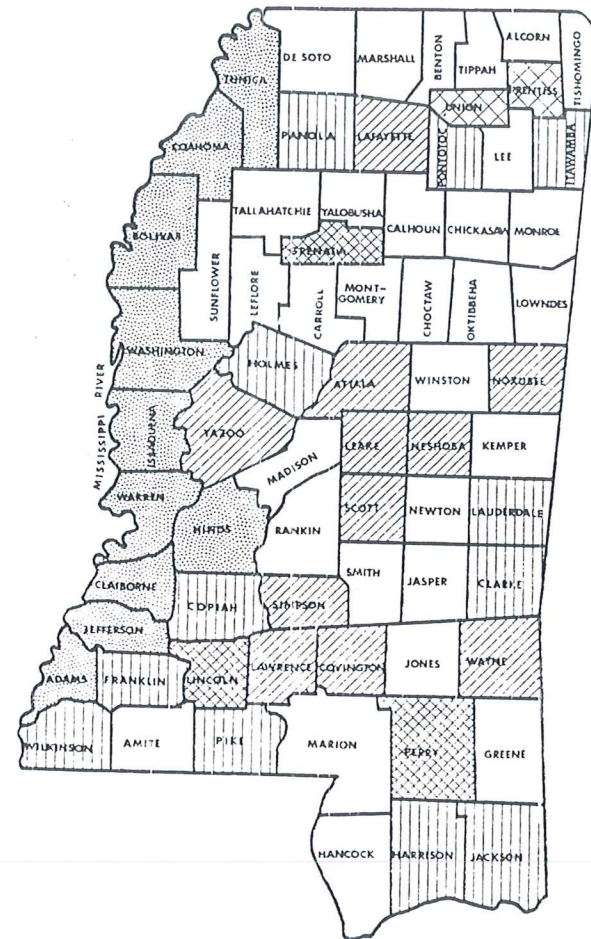 ALCORN
DE SOTO
MARSHALL
BENTON
TIPPAH
TISHOMINGO
TUNICA
PRENTISS
UNION
PANOLA
LAFAYETTE
PONTOTOC
LEE
ITAWAMBA
COAHOMA
TALLAHATCHIE
YALOBUSHA
CALHOUN
CHICKASAW
MONROE
BOLIVAR
GRENADA
SUNFLOWER
LEFLORE
CARROLL
MONT-
GOMERY
CHOCTAW
OKTIBBEHA
LOWNDES
WASHINGTON
HOLMES
ATTALA
WINSTON
NOXUBEE
MISSISSIPPI RIVER
ISSAQUENA
YAZOO
LEAKE
NESHOBA
KEMPER
MADISON
WARREN
HINDS
RANKIN
SCOTT
NEWTON
LAUDERDALE
CLAIBORNE
COPIAH
SIMPSON
SMITH
JASPER
CLARKE
JEFFERSON
ADAMS
FRANKLIN
LINCOLN
LAWRENCE
COVINGTON
JONES
WAYNE
WILKINSON
AMITE
PIKE
MARION
PERRY
GREENE
HANCOCK
HARRISON
JACKSON